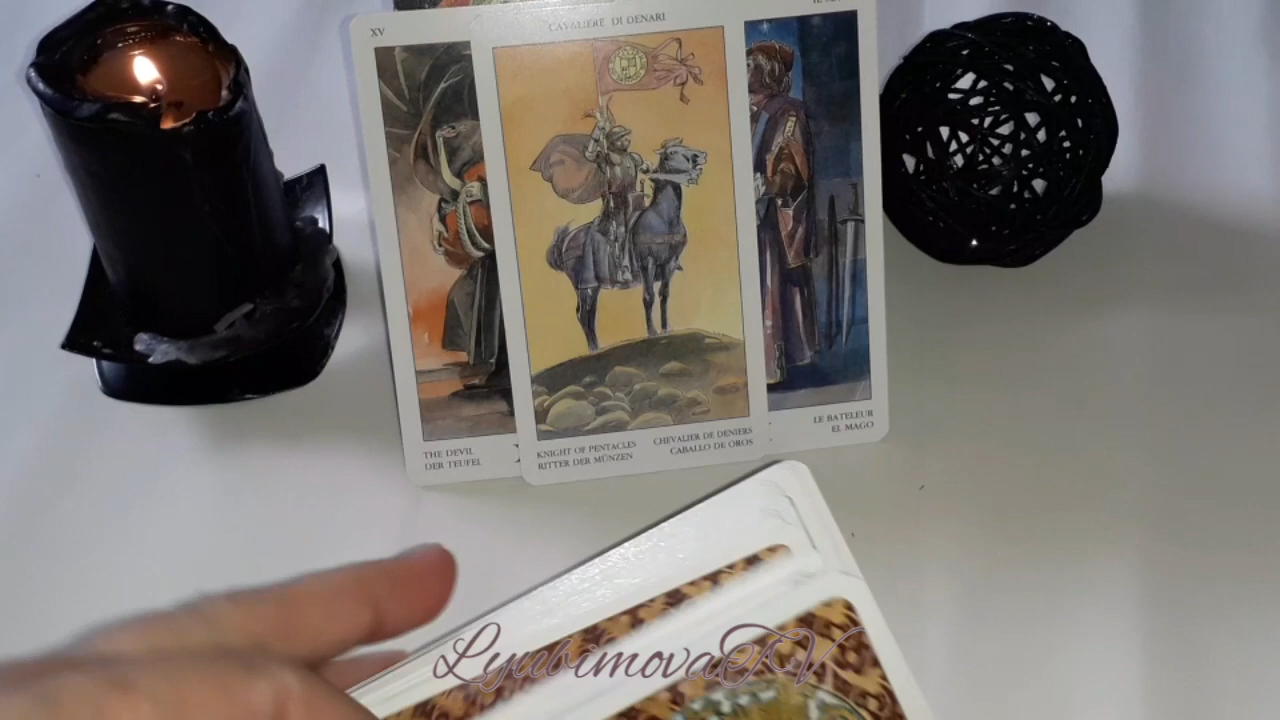 XV
CAVALIERE DI DENARI
THE DEVIL
DER TEUFEL
KNIGHT OF PENTACLES
RITTER DER MÜNZEN
CHEVALIER DE DENIERS
CABALLO DE OROS
LE BATELEUR
EL MAGO
LyubimovaTV